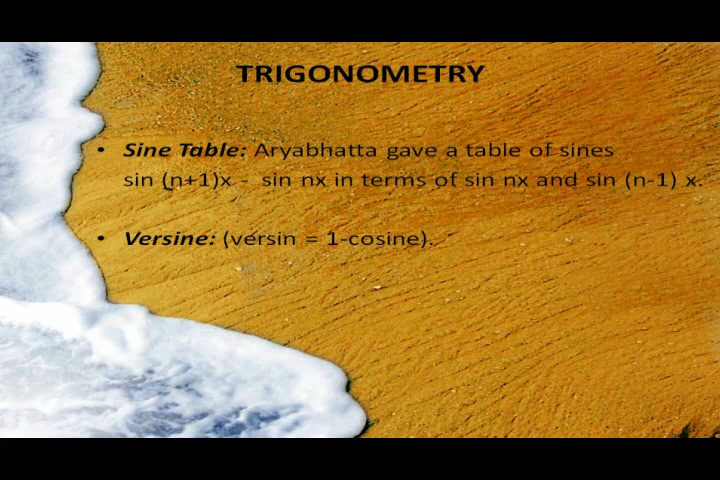 TRIGONOMETRY
• Sine Table: Aryabhatta gave a table of sines
sin (n+1)x - sin nx in terms of sin nx and sin (n-1) x.
• Versine: (versin = 1-cosine).